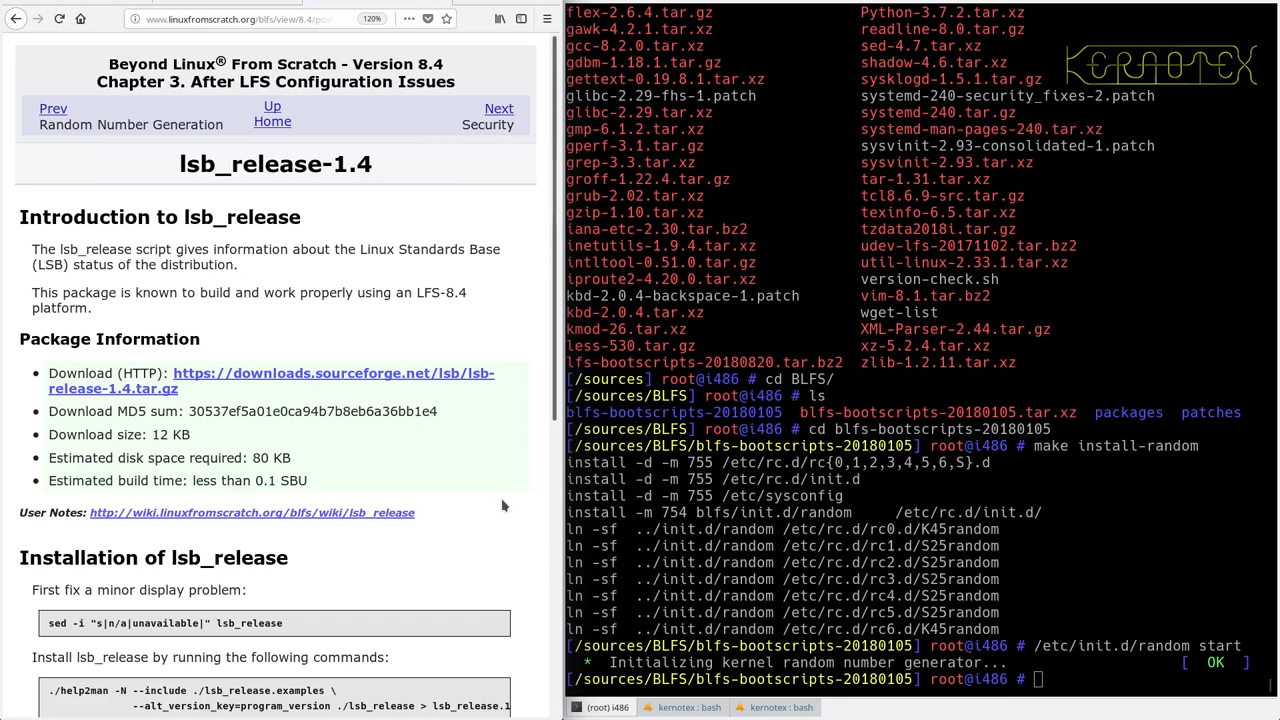 www.linuxfromscratch.org/blfs/view/8.4/pos
120%
Beyond Linux® From Scratch - Version 8.4
Chapter 3. After LFS Configuration Issues
Prev
Up
Next
Random Number Generation
Home
Security
lsb_release-1.4
Introduction to lsb_release
The lsb_release script gives information about the Linux Standards Base
(LSB) status of the distribution.
This package is known to build and work properly using an LFS-8.4
platform.
Package Information
Download (HTTP): https://downloads.sourceforge.net/lsb/lsb-
release-1.4.tar.gz
Download MD5 sum: 30537ef5a01e0ca94b7b8eb6a36bb1e4
Download size: 12 KB
Estimated disk space required: 80 KB
Estimated build time: less than 0.1 SBU
User Notes: http://wiki.linuxfromscratch.org/blfs/wiki/lsb_release
Installation of lsb_release
First fix a minor display problem:
sed -i "s|n/a|unavailable|" lsb_release
Install lsb_release by running the following commands:
./help2man -N --include ./lsb_release.examples \
--alt_version_key=program_version ./lsb_release > lsb_release.1
KERNOTEX
flex-2.6.4.tar.gz Python-3.7.2.tar.xz
gawk-4.2.1.tar.xz readline-8.0.tar.gz
gcc-8.2.0.tar.xz sed-4.7.tar.xz
gdbm-1.18.1.tar.gz shadow-4.6.tar.xz
gettext-0.19.8.1.tar.xz sysklogd-1.5.1.tar.gz
glibc-2.29-fhs-1.patch systemd-240-security_fixes-2.patch
glibc-2.29.tar.xz systemd-240.tar.gz
gmp-6.1.2.tar.xz systemd-man-pages-240.tar.xz
gperf-3.1.tar.gz sysvinit-2.93-consolidated-1.patch
grep-3.3.tar.xz sysvinit-2.93.tar.xz
groff-1.22.4.tar.gz tar-1.31.tar.xz
grub-2.02.tar.xz tcl8.6.9-src.tar.gz
gzip-1.10.tar.xz texinfo-6.5.tar.xz
iana-etc-2.30.tar.bz2 tzdata2018i.tar.gz
inetutils-1.9.4.tar.xz udev-lfs-20171102.tar.bz2
intltool-0.51.0.tar.gz util-linux-2.33.1.tar.xz
iproute2-4.20.0.tar.xz version-check.sh
kbd-2.0.4-backspace-1.patch vim-8.1.tar.bz2
kbd-2.0.4.tar.xz wget-list
kmod-26.tar.xz XML-Parser-2.44.tar.gz
less-530.tar.gz xz-5.2.4.tar.xz
lfs-bootscripts-20180820.tar.bz2 zlib-1.2.11.tar.xz
[/sources] root@i486 # cd BLFS/
[/sources/BLFS] root@i486 # ls
blfs-bootscripts-20180105 blfs-bootscripts-20180105.tar.xz packages patches
[/sources/BLFS] root@i486 # cd blfs-bootscripts-20180105
[/sources/BLFS/blfs-bootscripts-20180105] root@i486 # make install-random
install -d -m 755 /etc/rc.d/rc{0,1,2,3,4,5,6,S}.d
install -d -m 755 /etc/rc.d/init.d
install -d -m 755 /etc/sysconfig
install -m 754 blfs/init.d/random /etc/rc.d/init.d/
ln -sf ../init.d/random /etc/rc.d/rc0.d/K45random
ln -sf ../init.d/random /etc/rc.d/rc1.d/S25random
ln -sf ../init.d/random /etc/rc.d/rc2.d/S25random
ln -sf ../init.d/random /etc/rc.d/rc3.d/S25random
ln -sf ../init.d/random /etc/rc.d/rc4.d/S25random
ln -sf ../init.d/random /etc/rc.d/rc5.d/S25random
ln -sf ../init.d/random /etc/rc.d/rc6.d/K45random
[/sources/BLFS/blfs-bootscripts-20180105] root@i486 # /etc/init.d/random start
* Initializing kernel random number generator... [ OK ]
[/sources/BLFS/blfs-bootscripts-20180105] root@i486 #
(root) i486
kernotex : bash
kernotex : bash